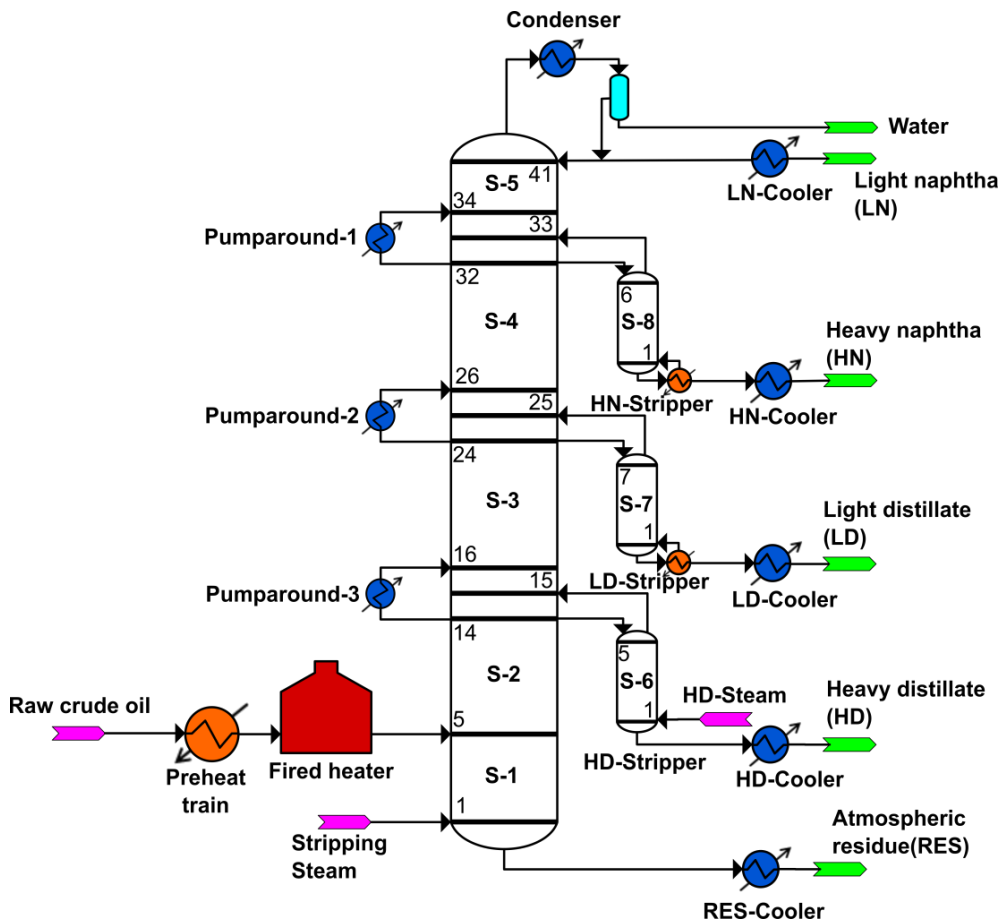 Condenser
Water
41
S-5
LN-Cooler
Light naphtha
(LN)
34
33
Pumparound-1
32
6
S-8
1
S-4
Heavy naphtha
(HN)
HN-Stripper
HN-Cooler
26
25
Pumparound-2
24
7
S-7
1
S-3
Light distillate
(LD)
LD-Stripper
LD-Cooler
16
15
Pumparound-3
14
5
S-6
1
S-2
HD-Steam
Heavy distillate
(HD)
HD-Stripper
HD-Cooler
Raw crude oil
Preheat
train
Fired heater
5
S-1
1
Stripping
Steam
Atmospheric
residue(RES)
RES-Cooler